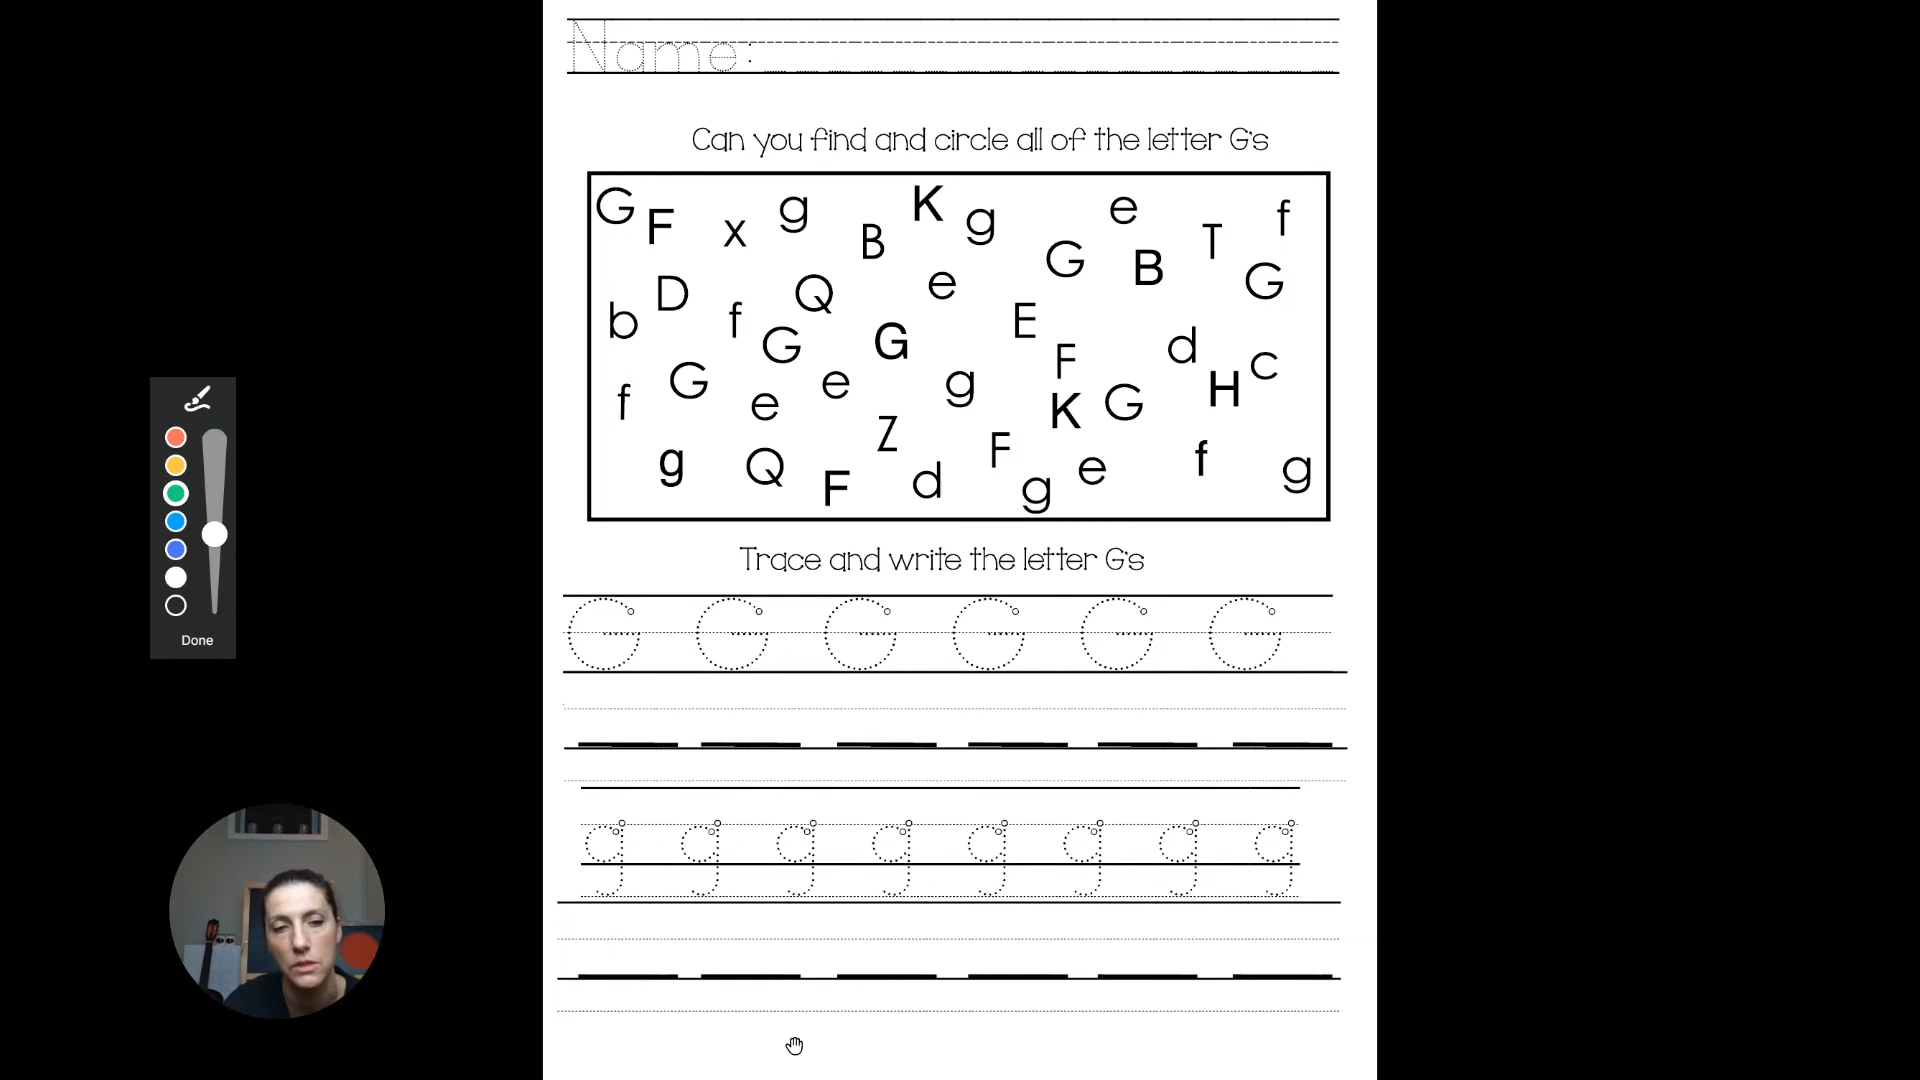 Name:
Can you find and circle all of the letter G's
G F x g B K g e T f
D Q e G B G
b f G G E F d C
f G e e g K G H
g Q F Z d F g e f g
Trace and write the letter G's
G G G G G G
g g g g g g g g
Done